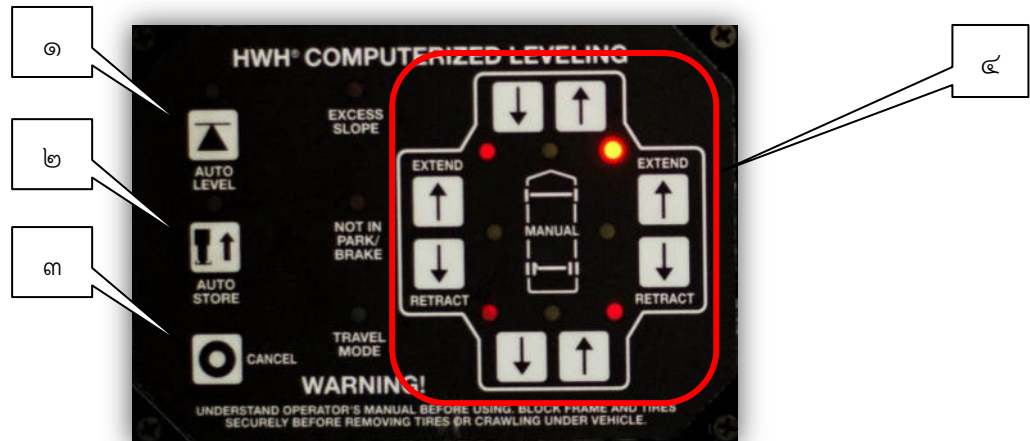 ๑
๒
๓
๔
HWH® COMPUTERIZED LEVELING
AUTO
LEVEL
AUTO
STORE
CANCEL
EXCESS
SLOPE
NOT IN
PARK/
BRAKE
TRAVEL
MODE
EXTEND
RETRACT
MANUAL
EXTEND
RETRACT
WARNING!
UNDERSTAND OPERATOR'S MANUAL BEFORE USING. BLOCK FRAME AND TIRES
SECURELY BEFORE REMOVING TIRES OR CRAWLING UNDER VEHICLE.